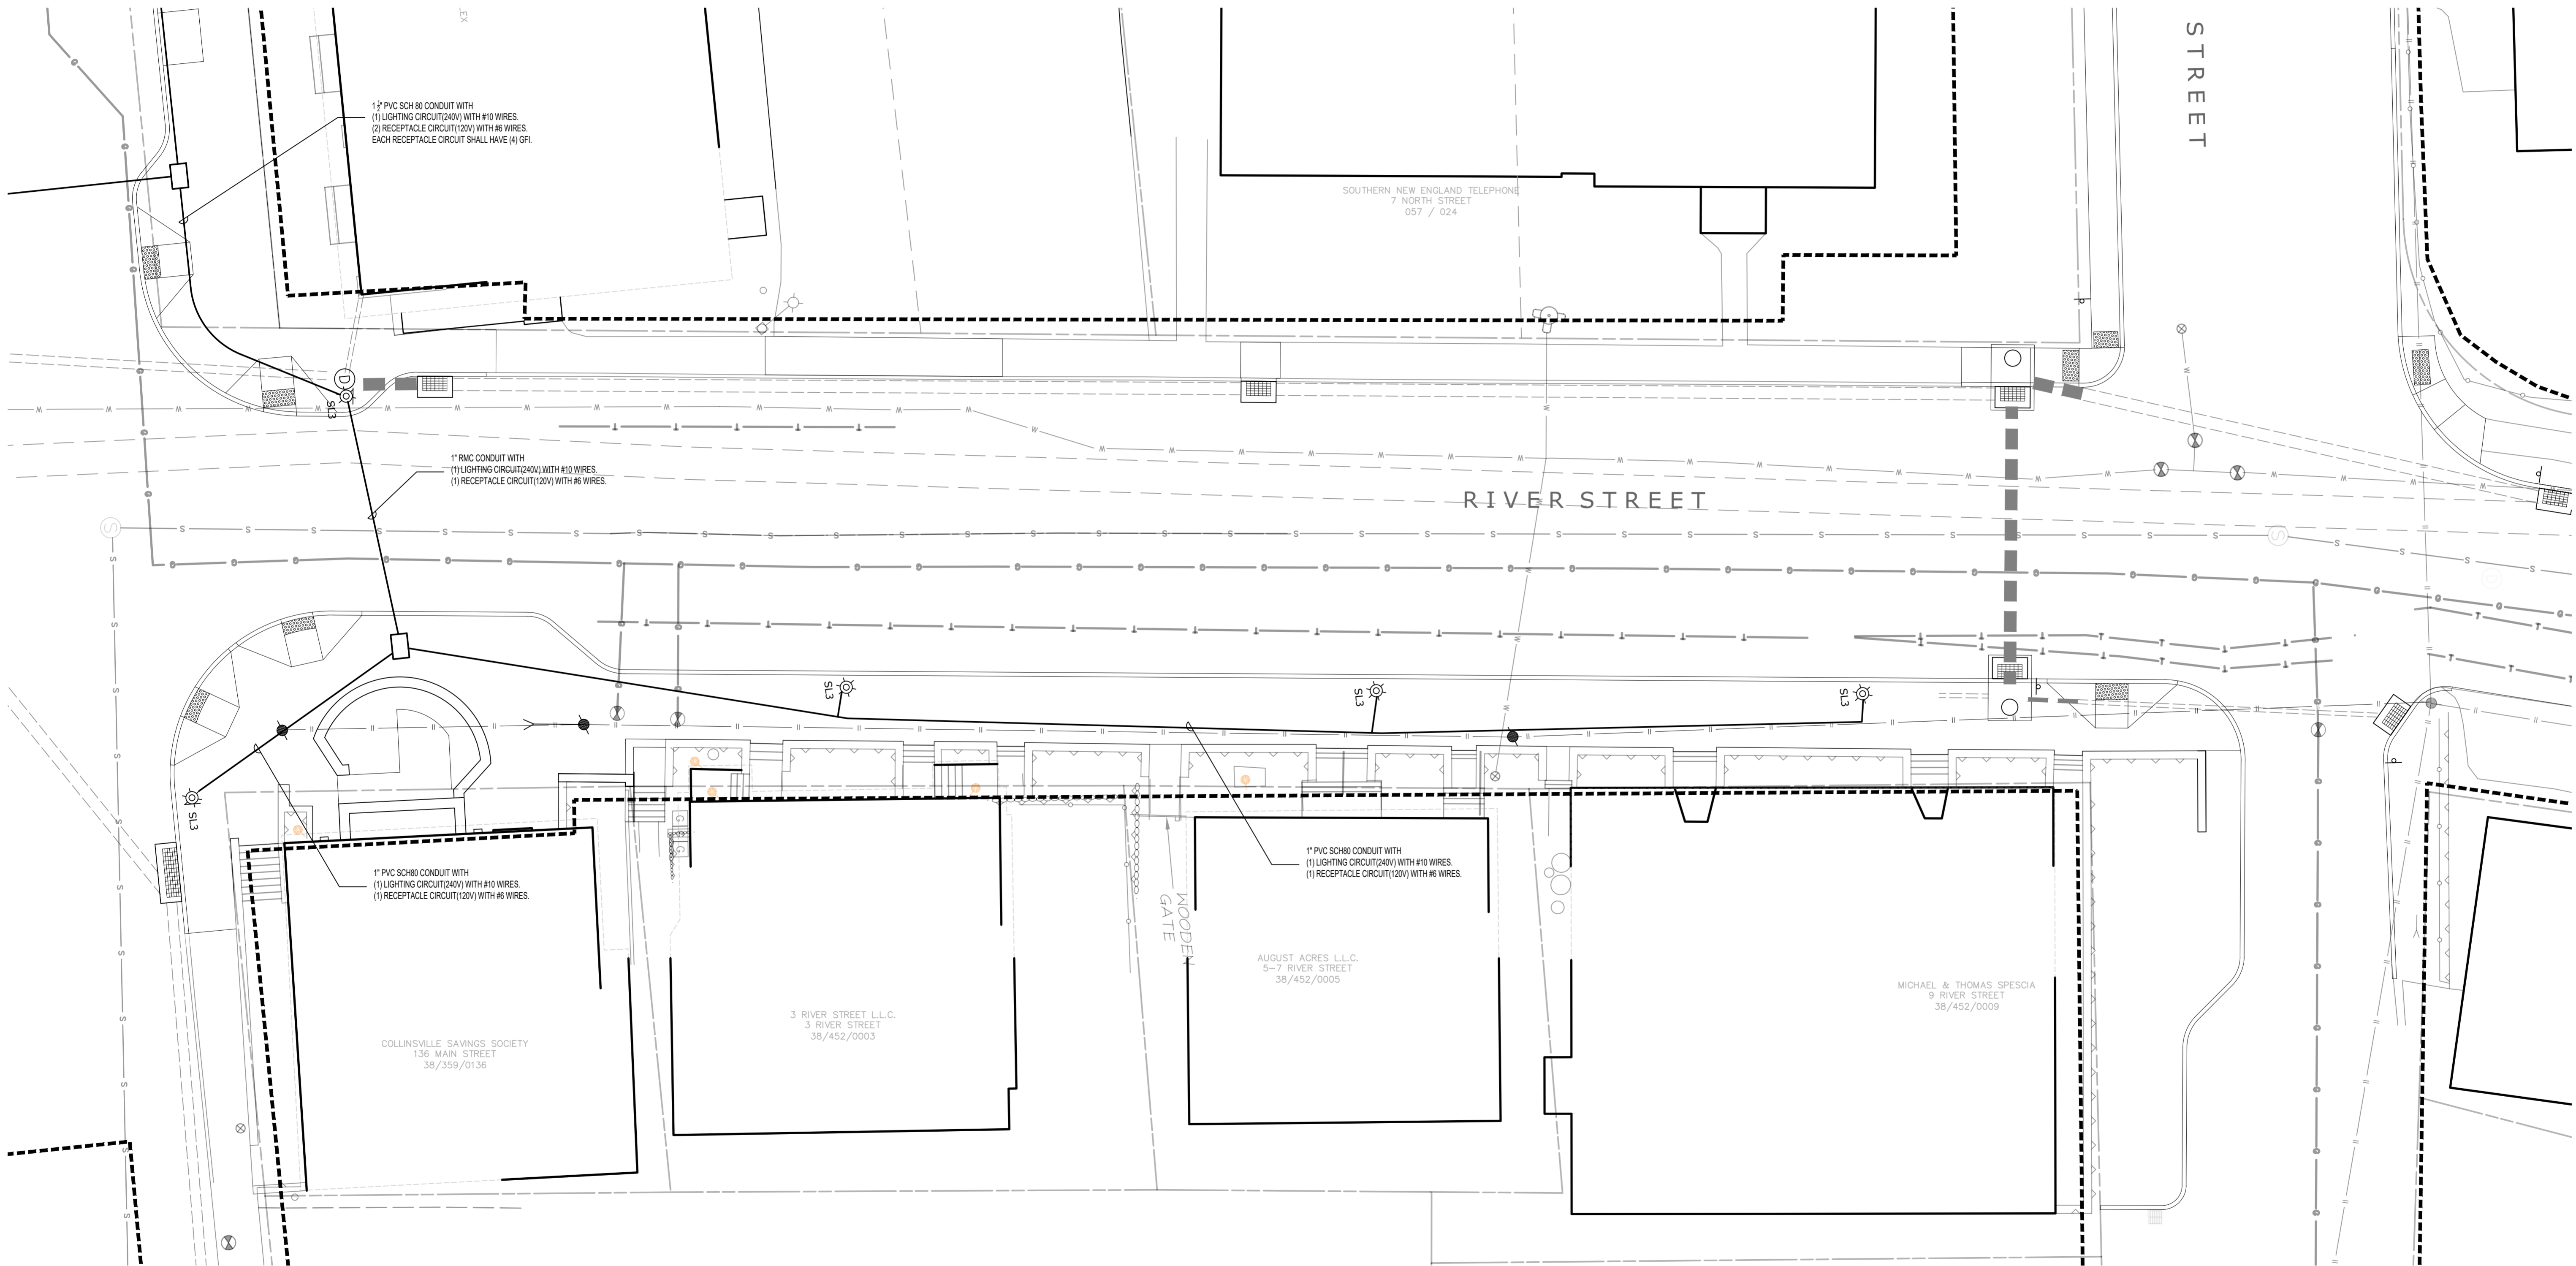 LEX
STREET
1 1/2" PVC SCH 80 CONDUIT WITH
(1) LIGHTING CIRCUIT(240V) WITH #10 WIRES.
(2) RECEPTACLE CIRCUIT(120V) WITH #6 WIRES.
EACH RECEPTACLE CIRCUIT SHALL HAVE (4) GFI.
SOUTHERN NEW ENGLAND TELEPHONE
7 NORTH STREET
057 / 024
D
SL3
1" RMC CONDUIT WITH
(1) LIGHTING CIRCUIT(240V) WITH #10 WIRES.
(1) RECEPTACLE CIRCUIT(120V) WITH #6 WIRES.
RIVER STREET
SL3
SL3
SL3
SL3
1" PVC SCH80 CONDUIT WITH
(1) LIGHTING CIRCUIT(240V) WITH #10 WIRES.
(1) RECEPTACLE CIRCUIT(120V) WITH #6 WIRES.
1" PVC SCH80 CONDUIT WITH
(1) LIGHTING CIRCUIT(240V) WITH #10 WIRES.
(1) RECEPTACLE CIRCUIT(120V) WITH #6 WIRES.
WOODEN
GATE
COLLINSVILLE SAVINGS SOCIETY
136 MAIN STREET
38/359/0136
3 RIVER STREET L.L.C.
3 RIVER STREET
38/452/0003
AUGUST ACRES L.L.C.
5-7 RIVER STREET
38/452/0005
MICHAEL & THOMAS SPESCIA
9 RIVER STREET
38/452/0009